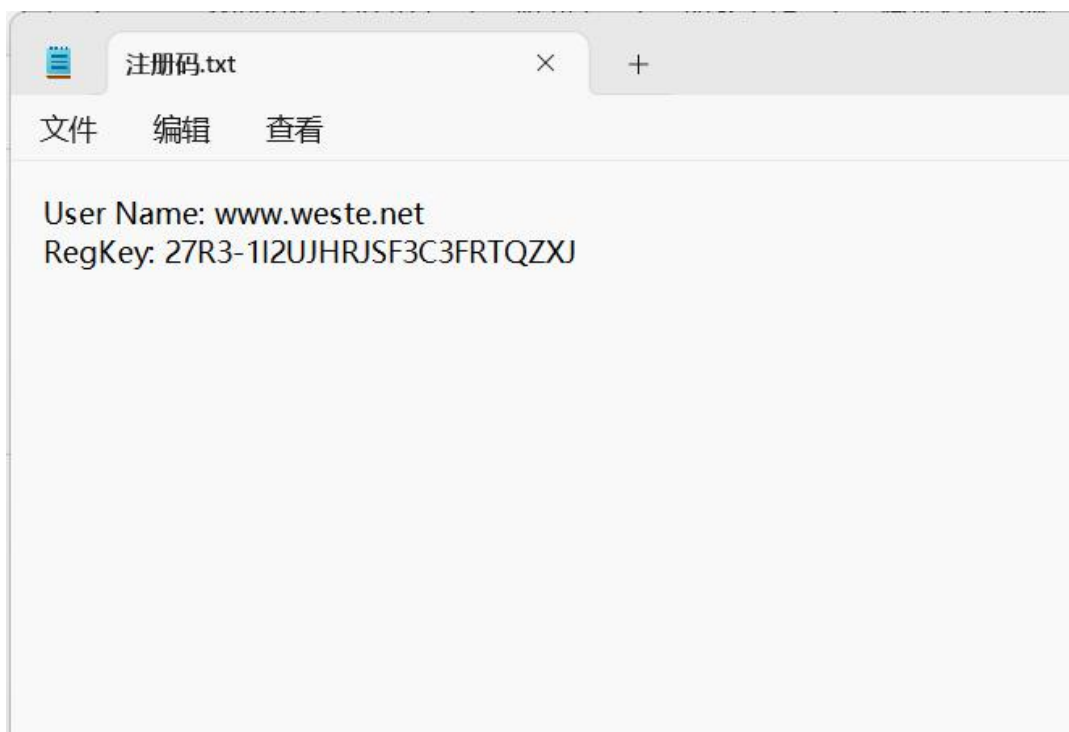 注册码.txt
文件 编辑 查看
User Name: www.weste.net
RegKey: 27R3-1I2UJHRJSF3C3FRTQZXJ